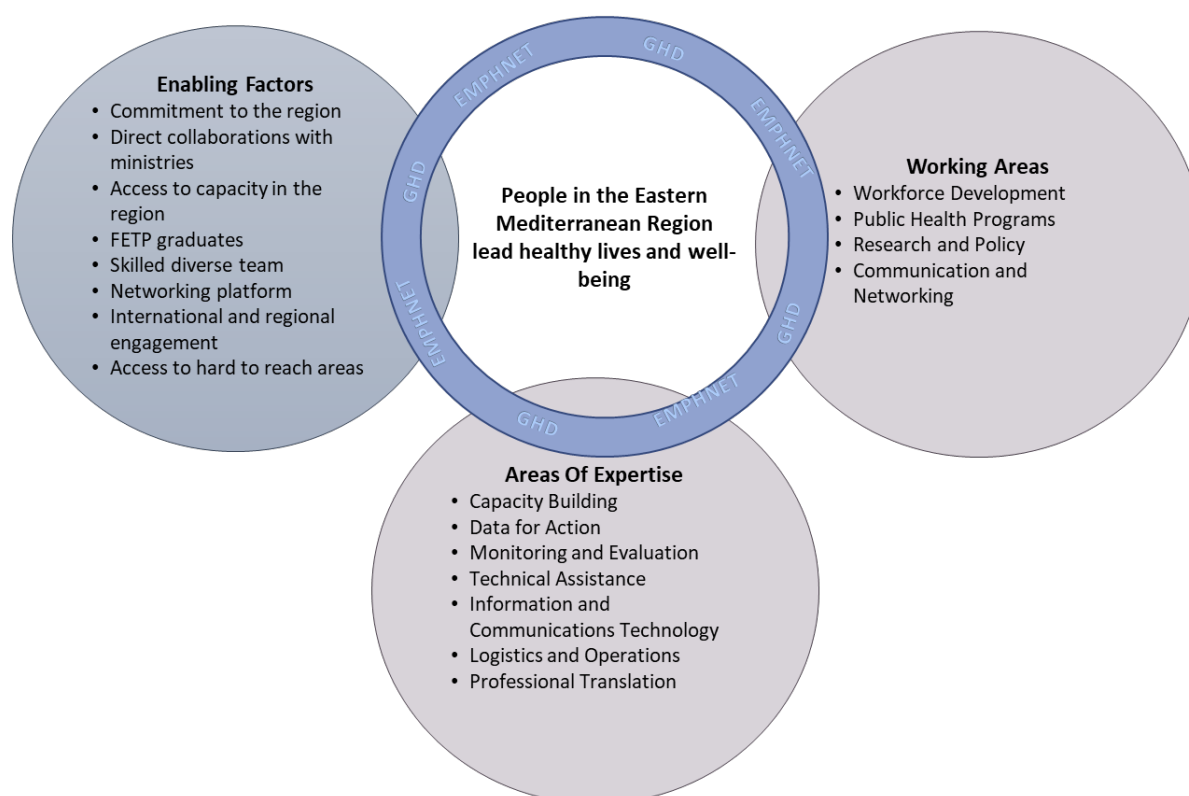 Enabling Factors
• Commitment to the region
• Direct collaborations with
ministries
• Access to capacity in the
region
• FETP graduates
• Skilled diverse team
• Networking platform
• International and regional
engagement
• Access to hard to reach areas
EMPHNET
GHD
EMPHNET
GHD
EMPHNET
GHD
EMPHNET
GHD
People in the Eastern
Mediterranean Region
lead healthy lives and well-
being
Working Areas
• Workforce Development
• Public Health Programs
• Research and Policy
• Communication and
Networking
Areas Of Expertise
• Capacity Building
• Data for Action
• Monitoring and Evaluation
• Technical Assistance
• Information and
Communications Technology
• Logistics and Operations
• Professional Translation